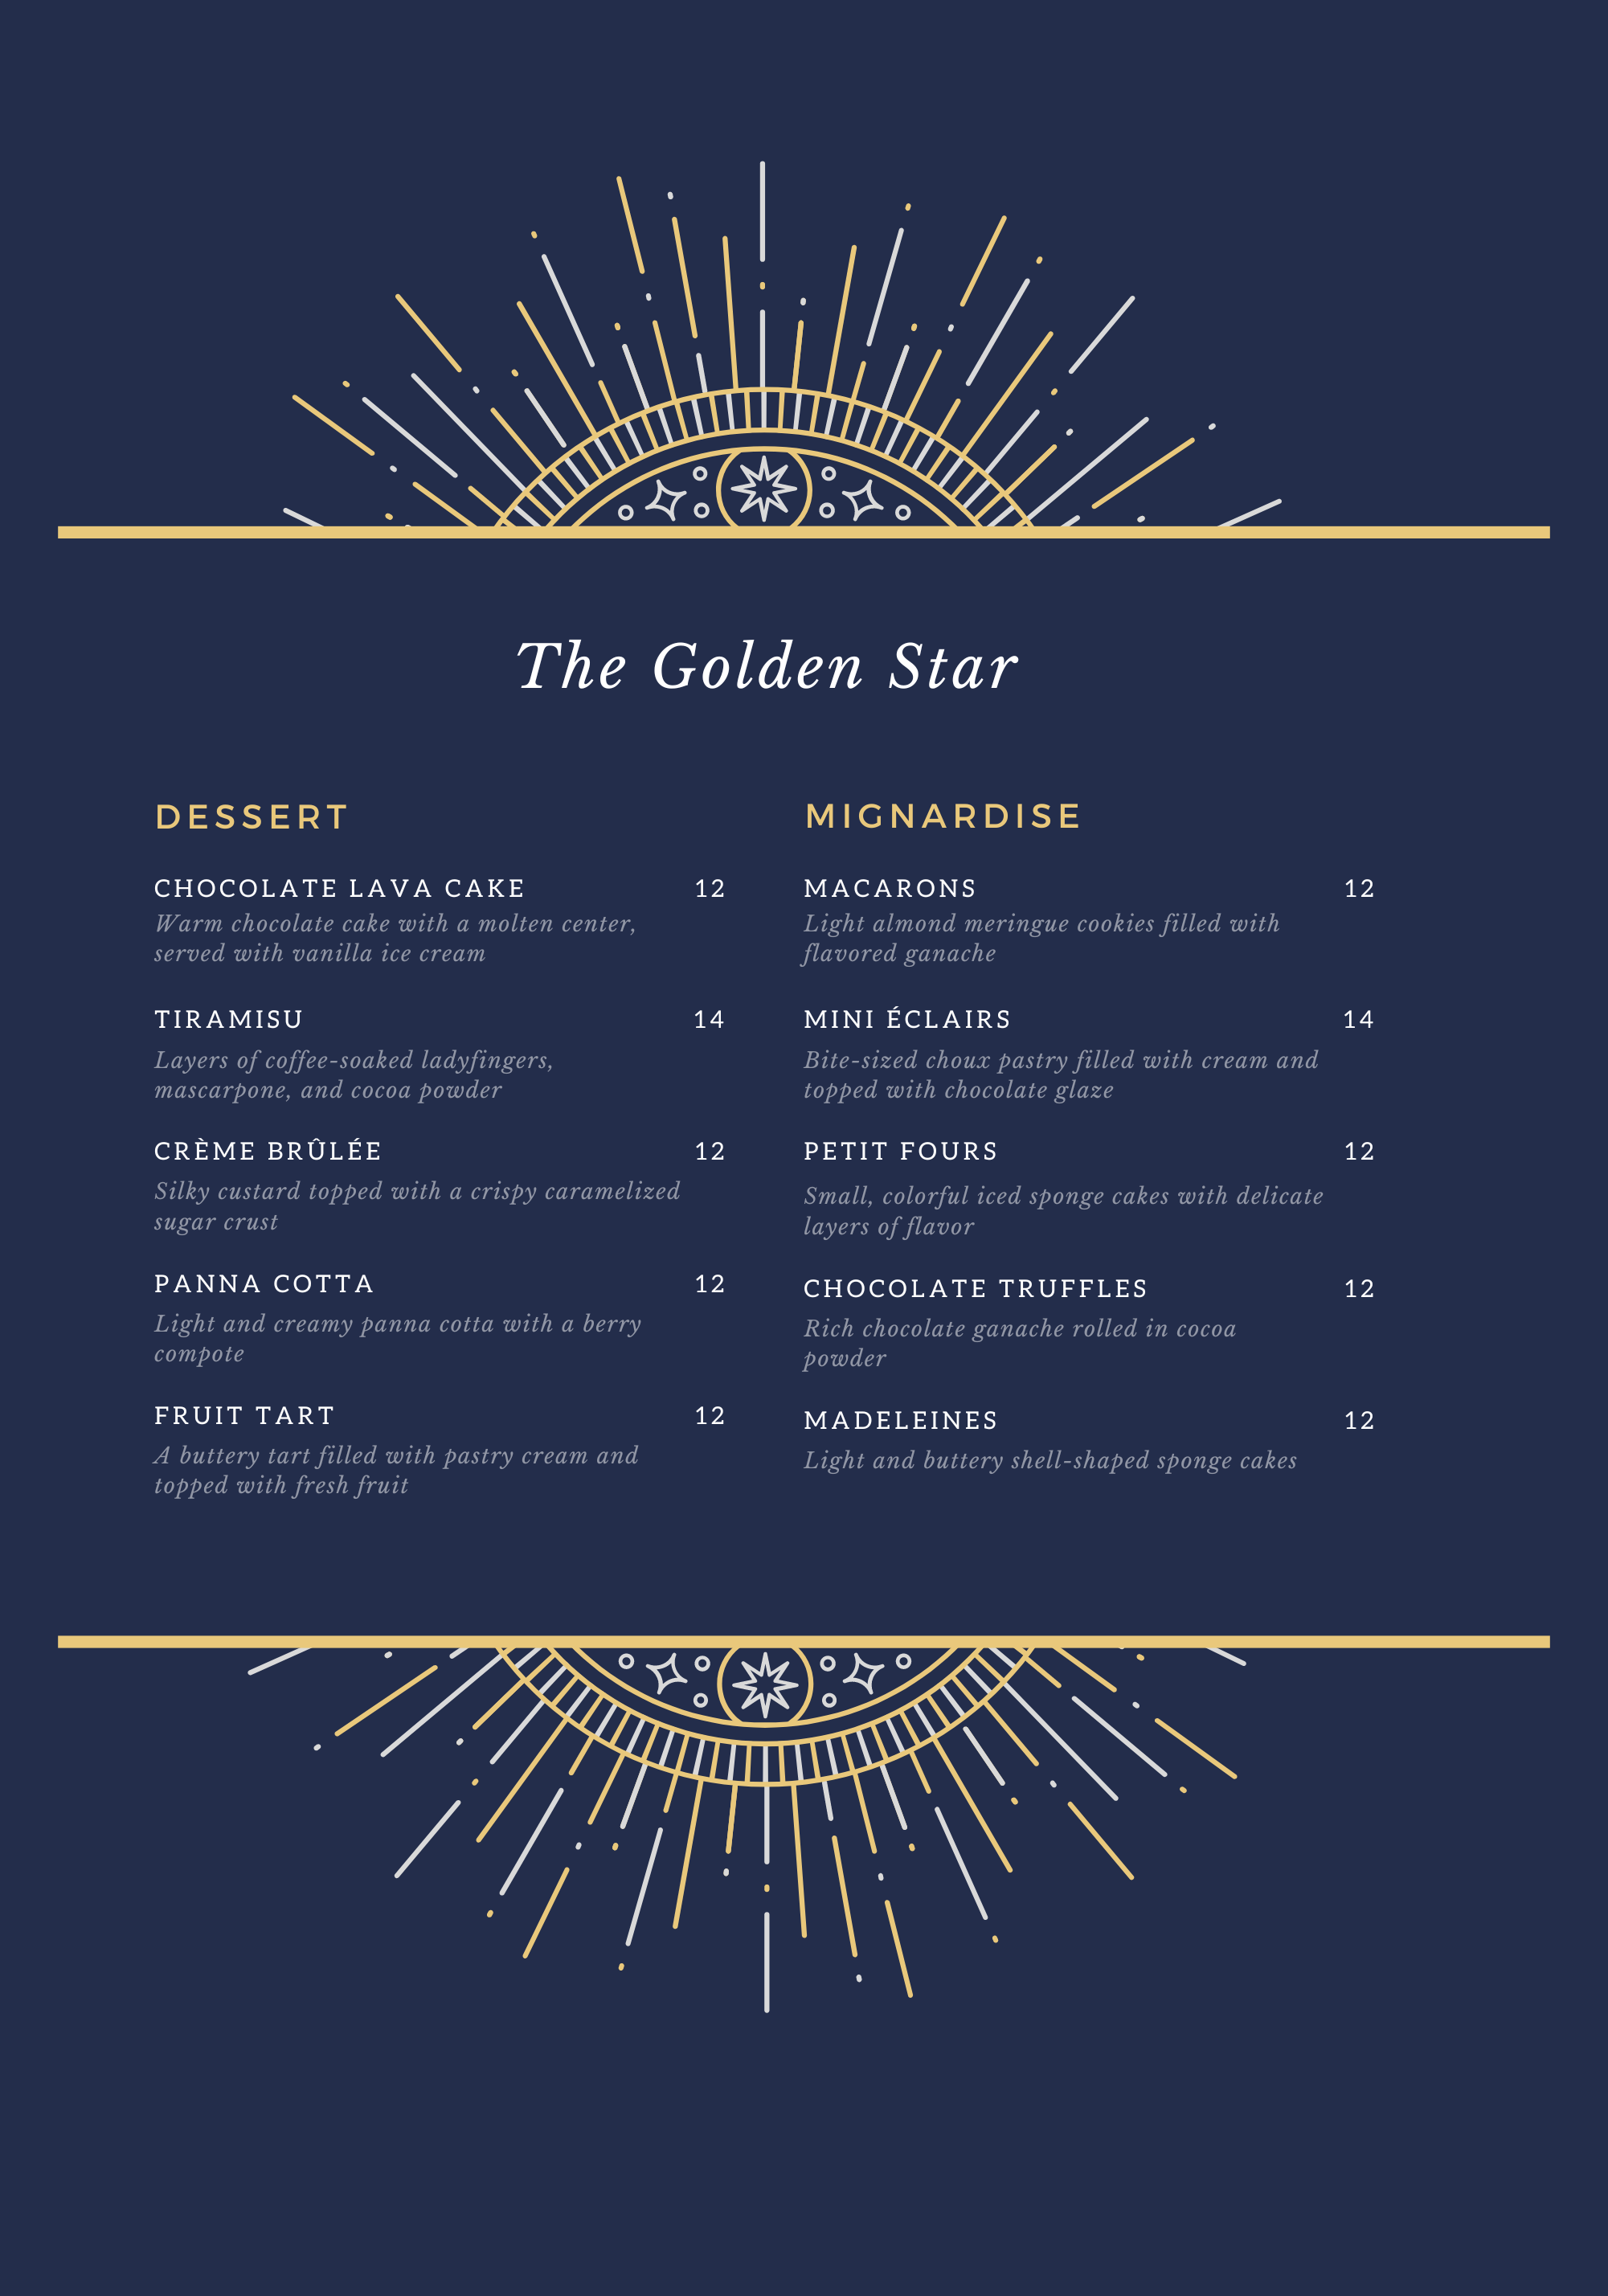 The Golden Star
DESSERT
CHOCOLATE LAVA CAKE 12
Warm chocolate cake with a molten center,
served with vanilla ice cream
TIRAMISU 14
Layers of coffee-soaked ladyfingers,
mascarpone, and cocoa powder
CRÈME BRÛLÉE 12
Silky custard topped with a crispy caramelized
sugar crust
PANNA COTTA 12
Light and creamy panna cotta with a berry
compote
FRUIT TART 12
A buttery tart filled with pastry cream and
topped with fresh fruit
MIGNARDISE
MACARONS 12
Light almond meringue cookies filled with
flavored ganache
MINI ÉCLAIRS 14
Bite-sized choux pastry filled with cream and
topped with chocolate glaze
PETIT FOURS 12
Small, colorful iced sponge cakes with delicate
layers of flavor
CHOCOLATE TRUFFLES 12
Rich chocolate ganache rolled in cocoa
powder
MADELEINES 12
Light and buttery shell-shaped sponge cakes